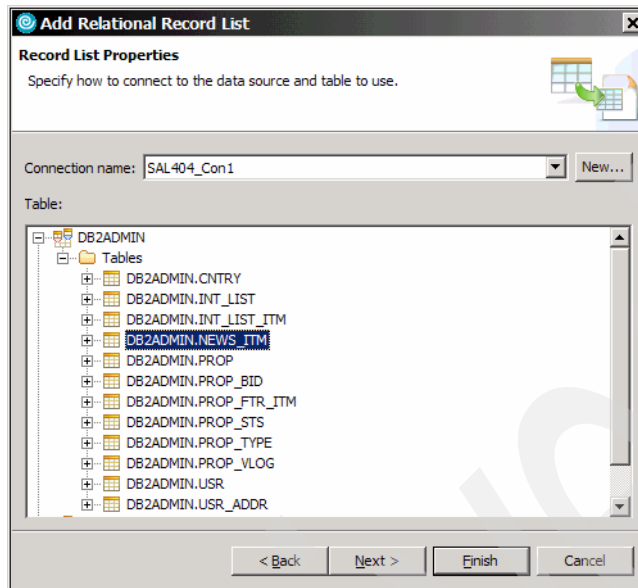 Add Relational Record List
Record List Properties
Specify how to connect to the data source and table to use.
Connection name: SAL404_Con1 New...
Table:
DB2ADMIN
Tables
DB2ADMIN.CNTRY
DB2ADMIN.INT_LIST
DB2ADMIN.INT_LIST_ITM
DB2ADMIN.NEWS_ITM
DB2ADMIN.PROP
DB2ADMIN.PROP_BID
DB2ADMIN.PROP_FTR_ITM
DB2ADMIN.PROP_STS
DB2ADMIN.PROP_TYPE
DB2ADMIN.PROP_VLOG
DB2ADMIN.USR
DB2ADMIN.USR_ADDR
< Back Next > Finish Cancel